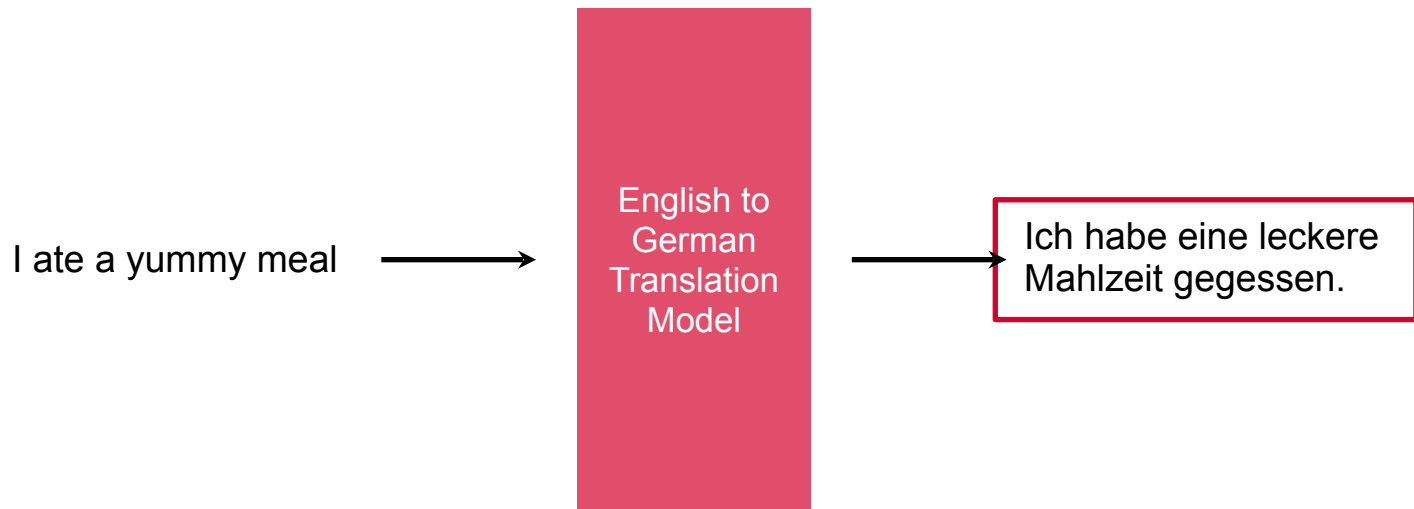 I ate a yummy meal
English to
German
Translation
Model
Ich habe eine leckere
Mahlzeit gegessen.